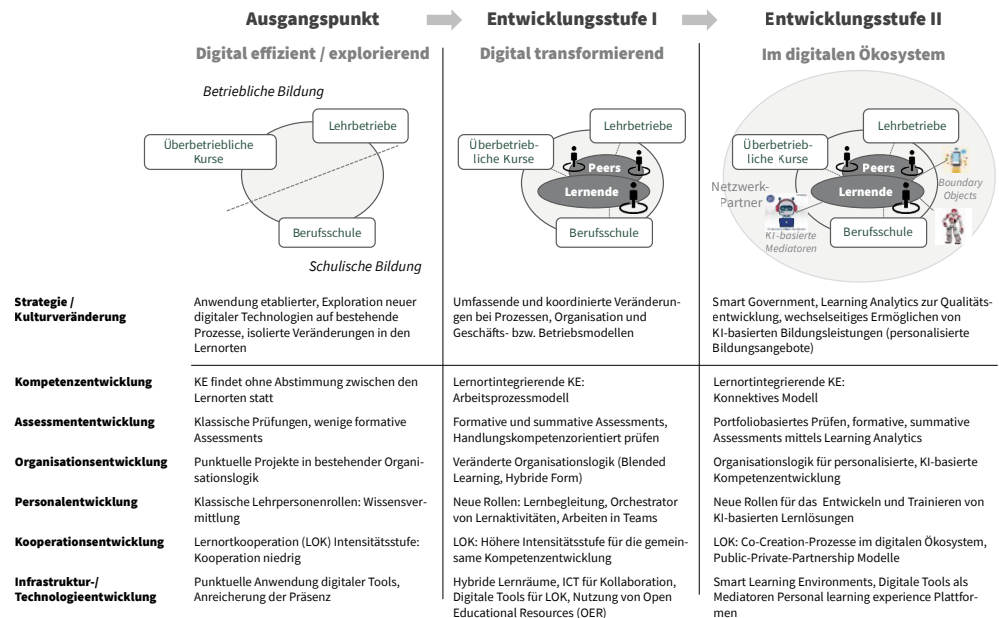 Ausgangspunkt
Entwicklungsstufe I
Entwicklungsstufe II
Digital effizient / explorierend
Digital transformierend
Im digitalen Ökosystem
Betriebliche Bildung
Lehrbetriebe
Überbetriebliche
Kurse
Berufsschule
Schulische Bildung
Lehrbetriebe
Überbetrieb-
liche Kurse
Peers
Lernende
Berufsschule
Lehrbetriebe
Überbetrieb-
liche Kurse
Peers
Lernende
Netzwerk-
Partner
Boundary
Objects
KI-basierte
Mediatoren
Berufsschule
Strategie /
Kulturveränderung
Anwendung etablierter, Exploration neuer
digitaler Technologien auf bestehende
Prozesse, isolierte Veränderungen in den
Lernorten
Umfassende und koordinierte Veränderun-
gen bei Prozessen, Organisation und
Geschäfts- bzw. Betriebsmodellen
Smart Government, Learning Analytics zur Qualitäts-
entwicklung, wechselseitiges Ermöglichen von
KI-basierten Bildungsleistungen (personalisierte
Bildungsangebote)
Kompetenzentwicklung
KE findet ohne Abstimmung zwischen den
Lernorten statt
Lernortintegrierende KE:
Arbeitsprozessmodell
Lernortintegrierende KE:
Konnektives Modell
Assessmententwicklung
Klassische Prüfungen, wenige formative
Assessments
Formative und summative Assessments,
Handlungskompetenzorientiert prüfen
Portfoliobasiertes Prüfen, formative, summative
Assessments mittels Learning Analytics
Organisationsentwicklung
Punktuelle Projekte in bestehender Organi-
sationslogik
Veränderte Organisationslogik (Blended
Learning, Hybride Form)
Organisationslogik für personalisierte, KI-basierte
Kompetenzentwicklung
Personalentwicklung
Klassische Lehrpersonenrollen: Wissensver-
mittlung
Neue Rollen: Lernbegleitung, Orchestrator
von Lernaktivitäten, Arbeiten in Teams
Neue Rollen für das Entwickeln und Trainieren von
KI-basierten Lernlösungen
Kooperationsentwicklung
Lernortkooperation (LOK) Intensitätsstufe:
Kooperation niedrig
LOK: Höhere Intensitätsstufe für die gemein-
same Kompetenzentwicklung
LOK: Co-Creation-Prozesse im digitalen Ökosystem,
Public-Private-Partnership Modelle
Infrastruktur-/
Technologieentwicklung
Punktuelle Anwendung digitaler Tools,
Anreicherung der Präsenz
Hybride Lernräume, ICT für Kollaboration,
Digitale Tools für LOK, Nutzung von Open
Educational Resources (OER)
Smart Learning Environments, Digitale Tools als
Mediatoren Personal learning experience Plattfor-
men